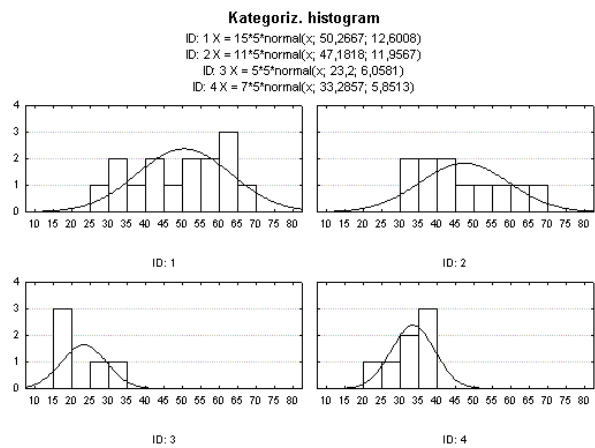 Kategoriz. histogram
ID: 1 X = 15*5*normal(x; 50,2667; 12,6008)
ID: 2 X = 11*5*normal(x; 47,1818; 11,9567)
ID: 3 X = 5*5*normal(x; 23,2; 6,0581)
ID: 4 X = 7*5*normal(x; 33,2857; 5,8513)
4
3
2
1
0
10 15 20 25 30 35 40 45 50 55 60 65 70 75 80
10 15 20 25 30 35 40 45 50 55 60 65 70 75 80
ID: 1
ID: 2
4
3
2
1
0
10 15 20 25 30 35 40 45 50 55 60 65 70 75 80
10 15 20 25 30 35 40 45 50 55 60 65 70 75 80
ID: 3
ID: 4